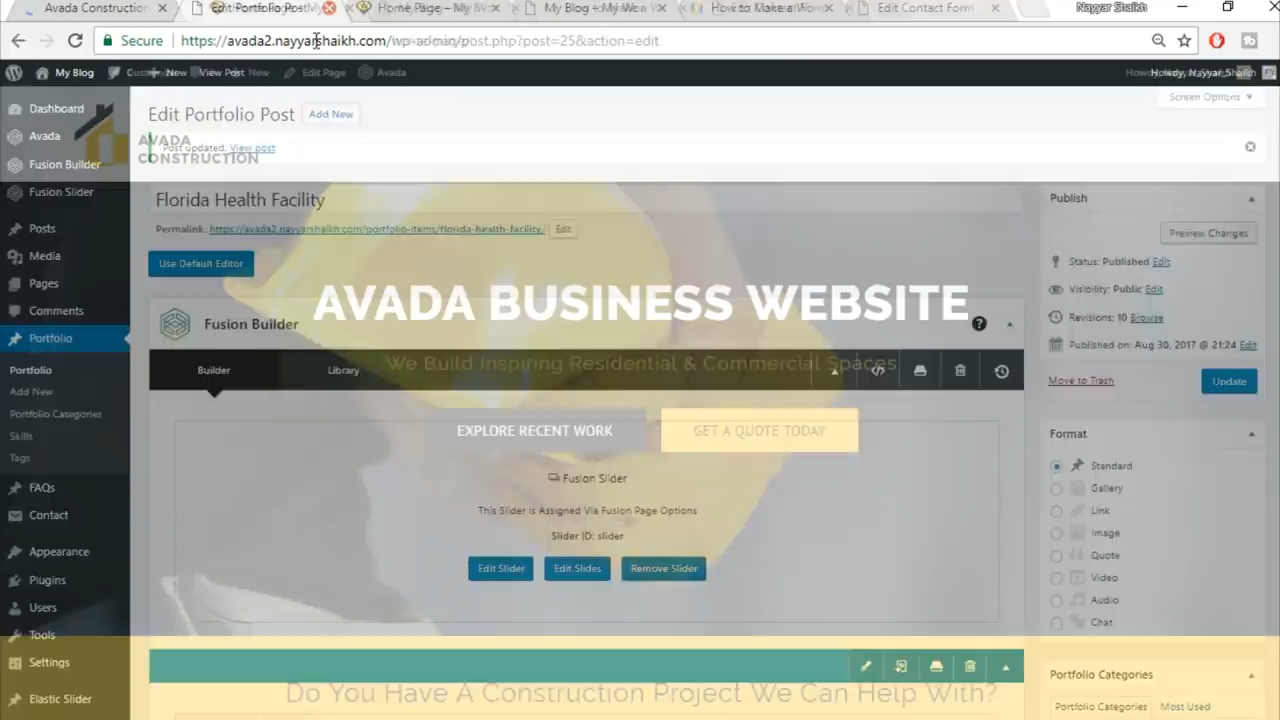 Avada Construction
Edit Portfolio Post
Home Page – My
My Blog – My W
How to Make a W
Edit Contact Form
Nayyar Shaikh
Secure
https://avada2.nayyarshaikh.com/wp-admin/post.php?post=25&action=edit
My Blog
New
View Post
New
Edit Page
Avada
Howdy, Nayyar Shaikh
Dashboard
Avada
Fusion Builder
Fusion Slider
Posts
Media
Pages
Comments
Portfolio
Portfolio
Add New
Portfolio Categories
Skills
Tags
FAQs
Contact
Appearance
Plugins
Users
Tools
Settings
Elastic Slider
Edit Portfolio Post
Add New
Screen Options
AVADA
CONSTRUCTION
Post updated. View post
Florida Health Facility
Permalink: https://avada2.nayyarshaikh.com/portfolio-items/florida-health-facility/
Edit
Use Default Editor
Fusion Builder
AVADA BUSINESS WEBSITE
Builder
Library
We Build Inspiring Residential & Commercial Spaces
EXPLORE RECENT WORK
GET A QUOTE TODAY
Fusion Slider
This Slider is Assigned Via Fusion Page Options
Slider ID: slider
Edit Slider
Edit Slides
Remove Slider
Do You Have A Construction Project We Can Help With?
Publish
Preview Changes
Status: Published Edit
Visibility: Public Edit
Revisions: 10 Browse
Published on: Aug 30, 2017 @ 21:24 Edit
Move to Trash
Update
Format
Standard
Gallery
Link
Image
Quote
Video
Audio
Chat
Portfolio Categories
Portfolio Categories
Most Used